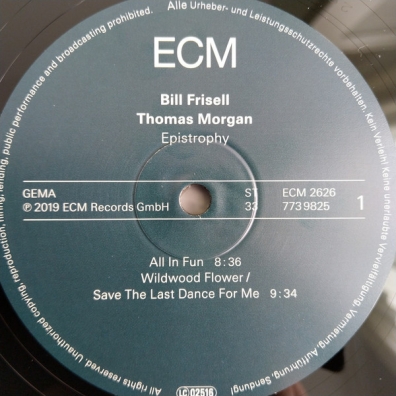 ECM
Bill Frisell
Thomas Morgan
Epistrophy
GEMA
ST
ECM 2626
℗ 2019 ECM Records GmbH
33
773 9825
1
All In Fun 8:36
Wildwood Flower /
Save The Last Dance For Me 9:34
LC 02516
Alle Urheber- und Leistungsschutzrechte vorbehalten. Kein Verleih! Keine unerlaubte Vervielfältigung, Vermietung, Aufführung, Sendung!
All rights reserved. Unauthorized copying, reproduction, hiring, lending, public performance and broadcasting prohibited.